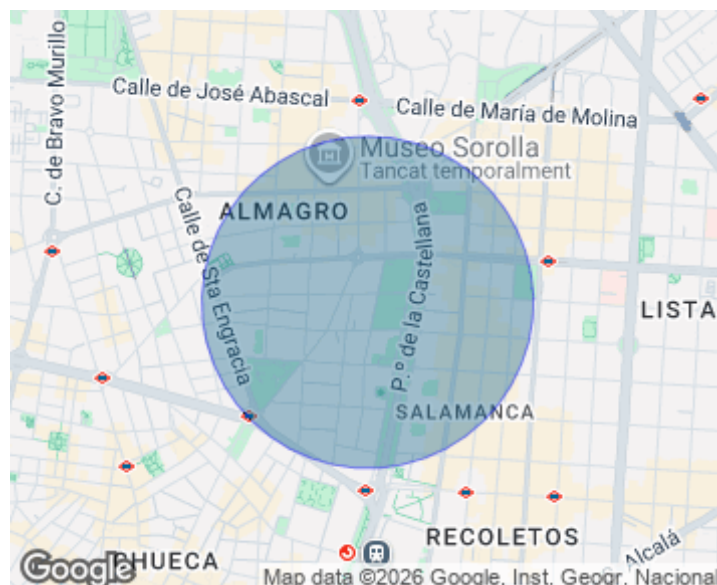 C. de Bravo Murillo
Calle de José Abascal
Calle de María de Molina
Museo Sorolla
Tancat temporalment
ALMAGRO
Calle de Sta Engracia
P.º de la Castellana
LISTA
SALAMANCA
RECOLETOS
Alcalá
CHUECA
Google
Map data ©2026 Google, Inst. Geogr. Nacional